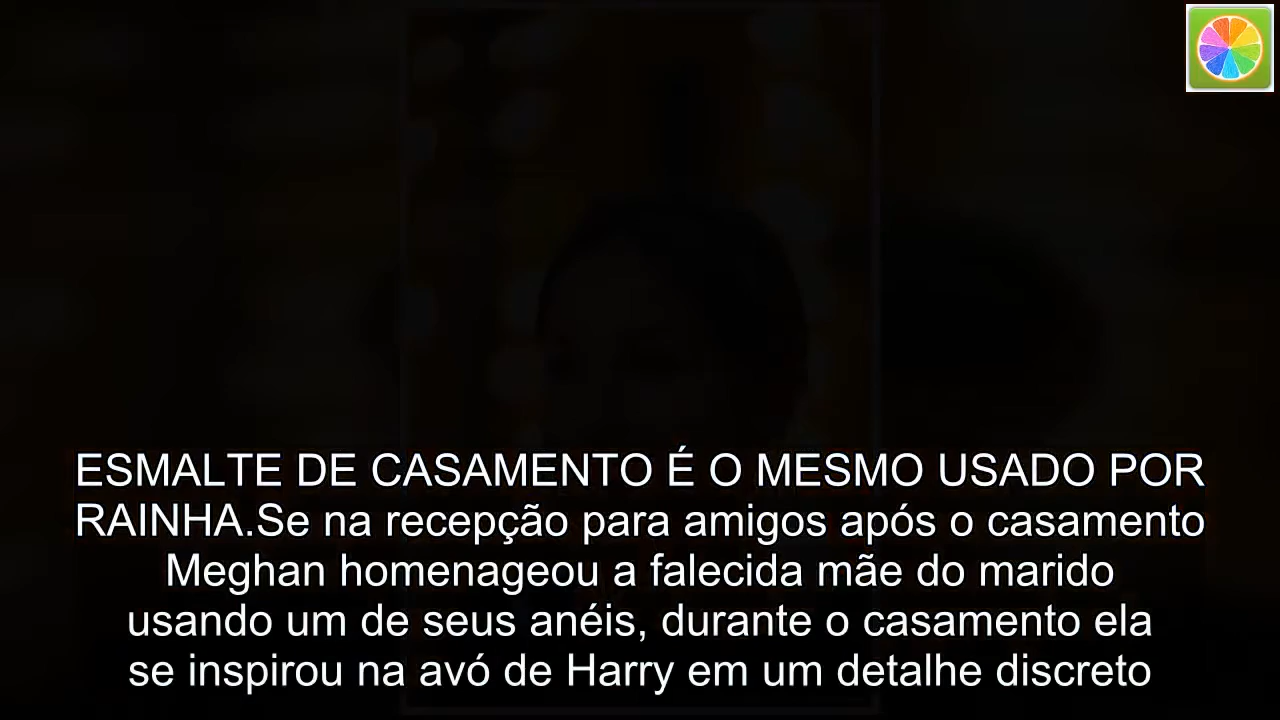 ESMALTE DE CASAMENTO É O MESMO USADO POR
RAINHA.Se na recepção para amigos após o casamento
Meghan homenageou a falecida mãe do marido
usando um de seus anéis, durante o casamento ela
se inspirou na avó de Harry em um detalhe discreto